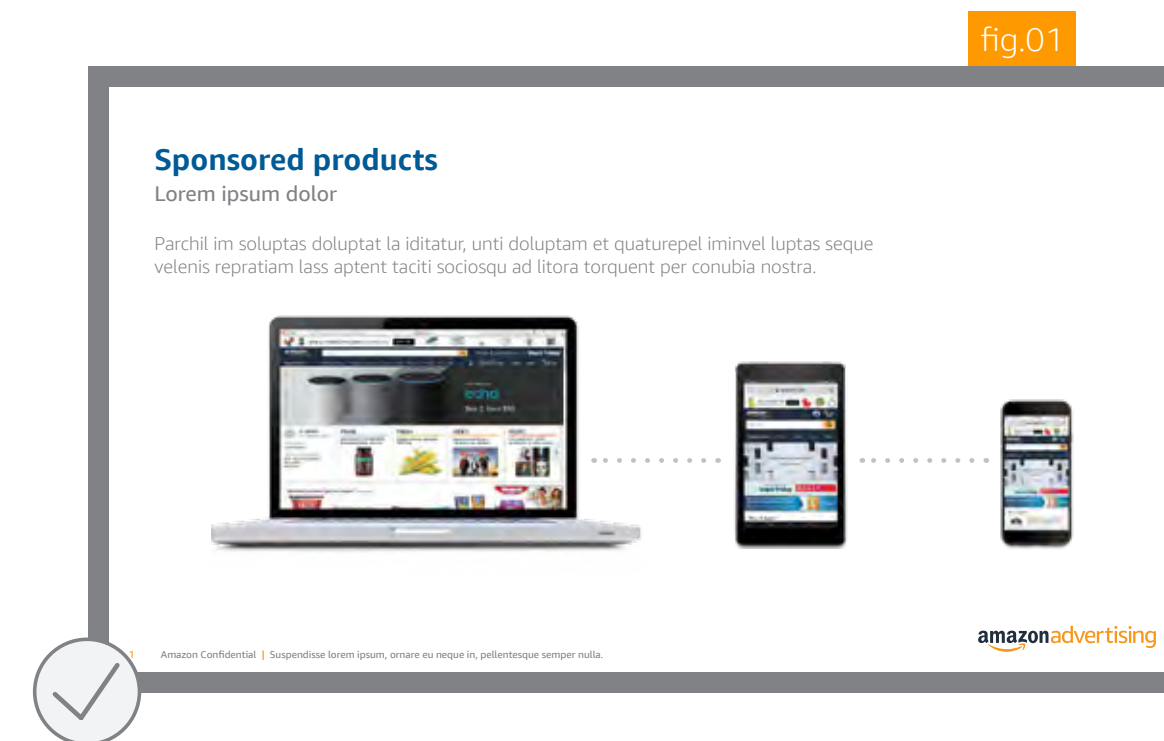 fig.01
Sponsored products
Lorem ipsum dolor
Parchil im soluptas doluptat la iditatur, unti doluptam et quaturepel iminvel luptas seque
velenis repratiam lass aptent taciti sociosqu ad litora torquent per conubia nostra.
echo
1 Amazon Confidential | Suspendisse lorem ipsum, ornare eu neque in, pellentesque semper nulla.
amazonadvertising